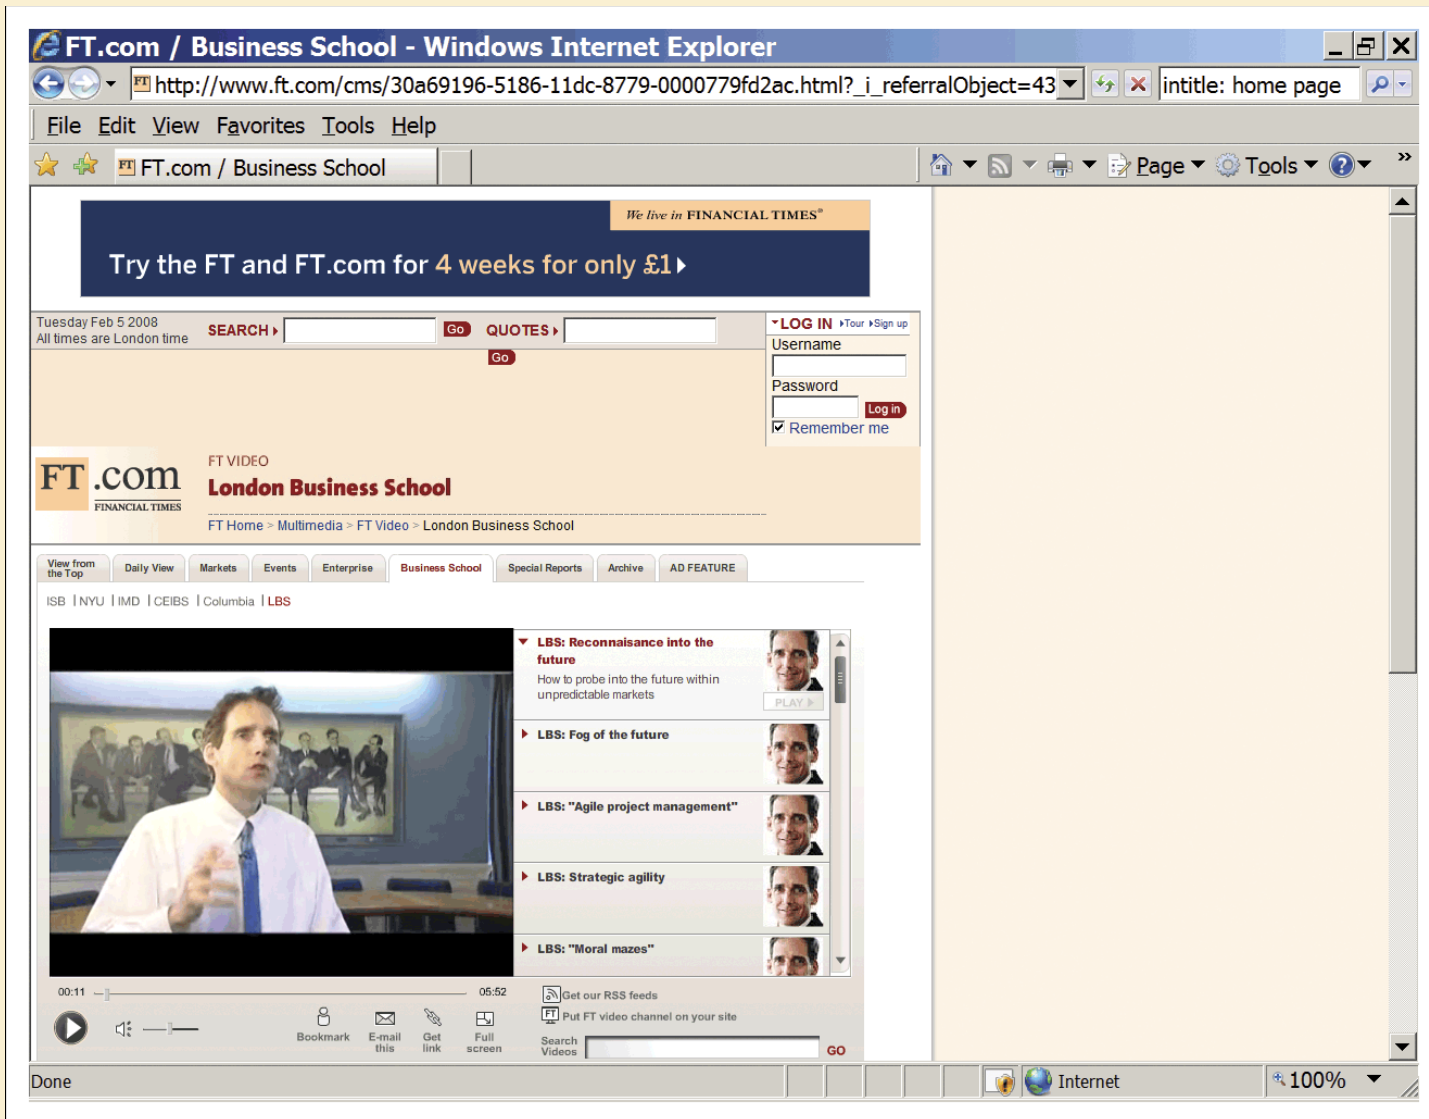 FT.com / Business School - Windows Internet Explorer
http://www.ft.com/cms/30a69196-5186-11dc-8779-0000779fd2ac.html?_i_referralObject=43
intitle: home page
File Edit View Favorites Tools Help
FT.com / Business School
Page Tools
We live in FINANCIAL TIMES®
Try the FT and FT.com for 4 weeks for only £1
Tuesday Feb 5 2008
All times are London time
SEARCH Go QUOTES
Go
LOG IN Tour Sign up
Username
Password
Log in
Remember me
FT.com
FINANCIAL TIMES
FT VIDEO
London Business School
FT Home > Multimedia > FT Video > London Business School
View from the Top
Daily View
Markets
Events
Enterprise
Business School
Special Reports
Archive
AD FEATURE
ISB | NYU | IMD | CEIBS | Columbia | LBS
LBS: Reconnaisance into the
future
How to probe into the future within
unpredictable markets
PLAY
LBS: Fog of the future
LBS: "Agile project management"
LBS: Strategic agility
LBS: "Moral mazes"
00:11
05:52
Bookmark
E-mail this
Get link
Full screen
Get our RSS feeds
FT Put FT video channel on your site
Search Videos
GO
Done
Internet
100%